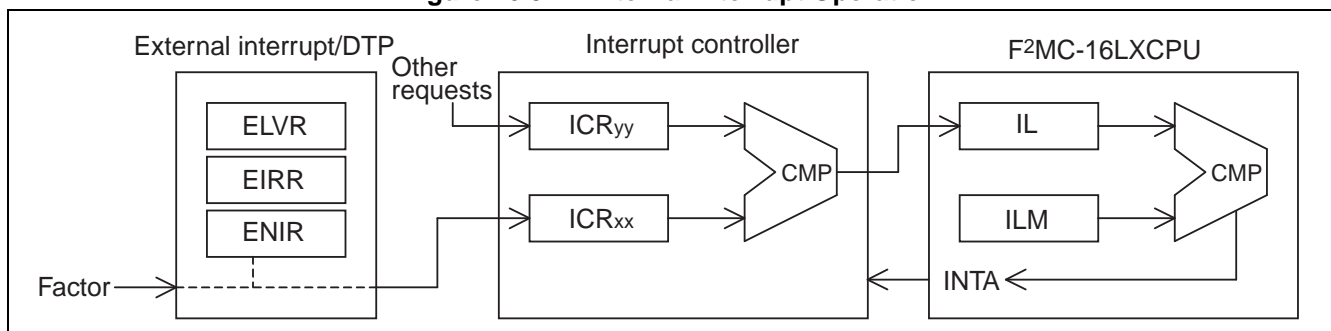 External interrupt/DTP
Interrupt controller
F²MC-16LXCPU
Other
requests
ELVR
EIRR
ENIR
ICRyy
ICRxx
CMP
IL
ILM
CMP
INTA
Factor